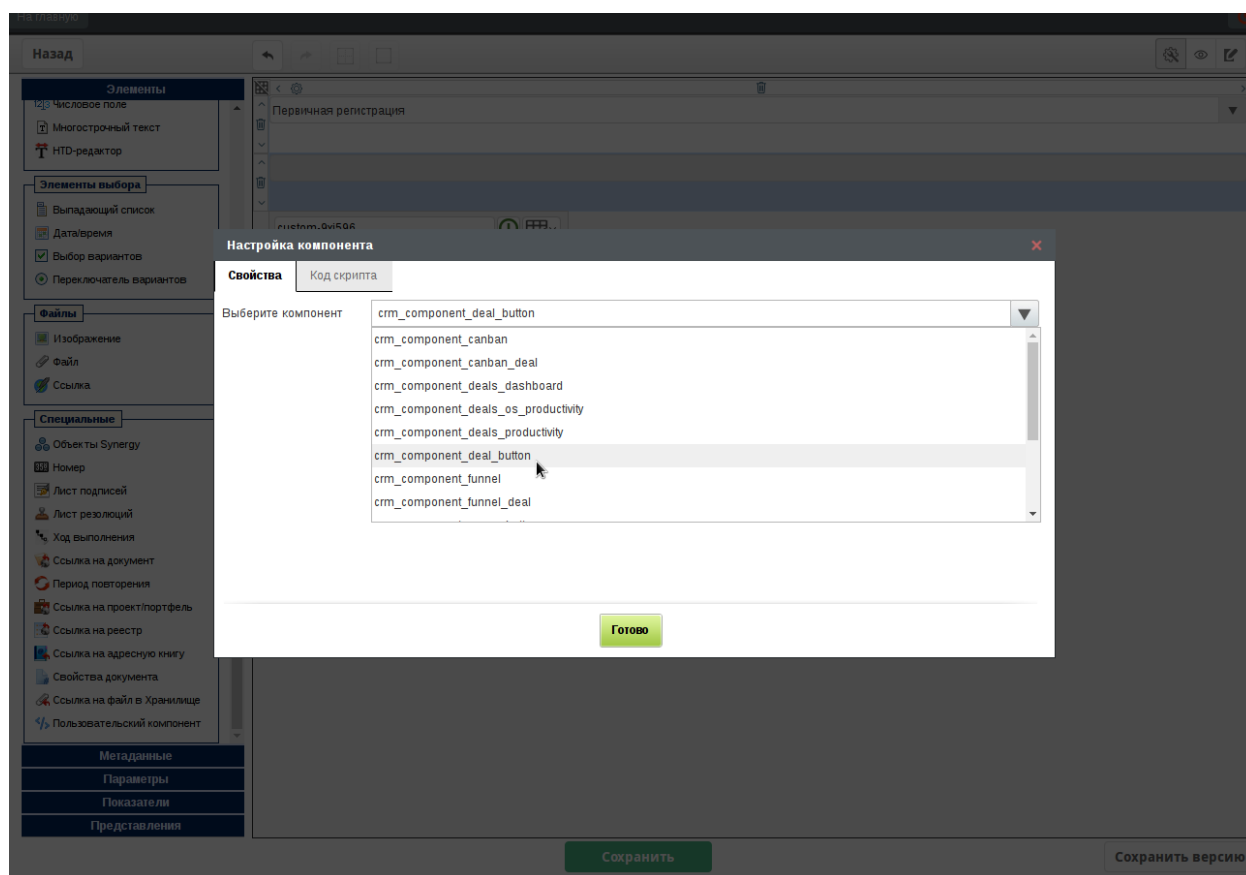 На главную
Назад
Элементы
Числовое поле
Многострочный текст
HTD-редактор
Элементы выбора
Выпадающий список
Дата/время
Выбор вариантов
Переключатель вариантов
Файлы
Изображение
Файл
Ссылка
Специальные
Объекты Synergy
Номер
Лист подписей
Лист резолюций
Ход выполнения
Ссылка на документ
Период повторения
Ссылка на проект/портфель
Ссылка на реестр
Ссылка на адресную книгу
Свойства документа
Ссылка на файл в Хранилище
Пользовательский компонент
Метаданные
Параметры
Показатели
Представления
Первичная регистрация
custom-9xi596
Настройка компонента
Свойства
Код скрипта
Выберите компонент
crm_component_deal_button
crm_component_canban
crm_component_canban_deal
crm_component_deals_dashboard
crm_component_deals_os_productivity
crm_component_deals_productivity
crm_component_deal_button
crm_component_funnel
crm_component_funnel_deal
Готово
Сохранить
Сохранить версию